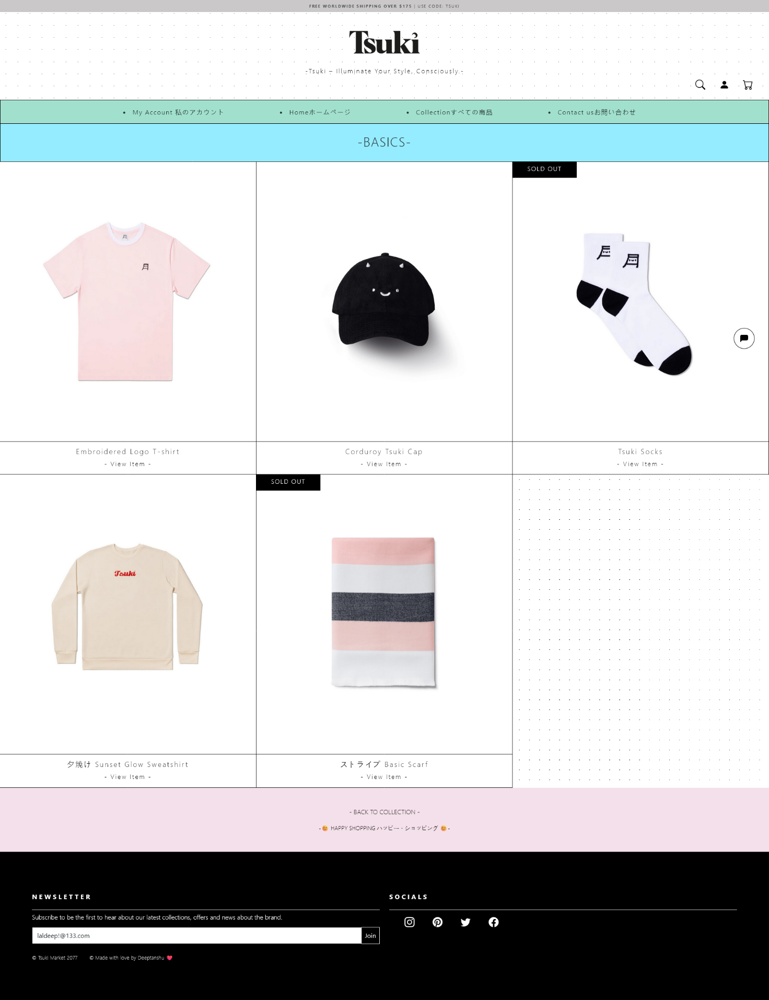 FREE WORLDWIDE SHIPPING OVER $175 | USE CODE: TSUKI
Tsuki
-Tsuki – Illuminate Your Style, Consciously.-
My Account 私のアカウント
Homeホームページ
Collectionすべての商品
Contact usお問い合わせ
-BASICS-
SOLD OUT
月
月
月
月
Embroidered Logo T-shirt
- View Item -
Corduroy Tsuki Cap
- View Item -
Tsuki Socks
- View Item -
SOLD OUT
Tsuki
夕焼け Sunset Glow Sweatshirt
- View Item -
ストライプ Basic Scarf
- View Item -
- BACK TO COLLECTION -
-😊 HAPPY SHOPPING ハッピー・ショッピング 😊-
NEWSLETTER
Subscribe to be the first to hear about our latest collections, offers and news about the brand.
laldeep!@133.com
Join
© Tsuki Market 2077
© Made with love by Deeptanshu 💖
SOCIALS